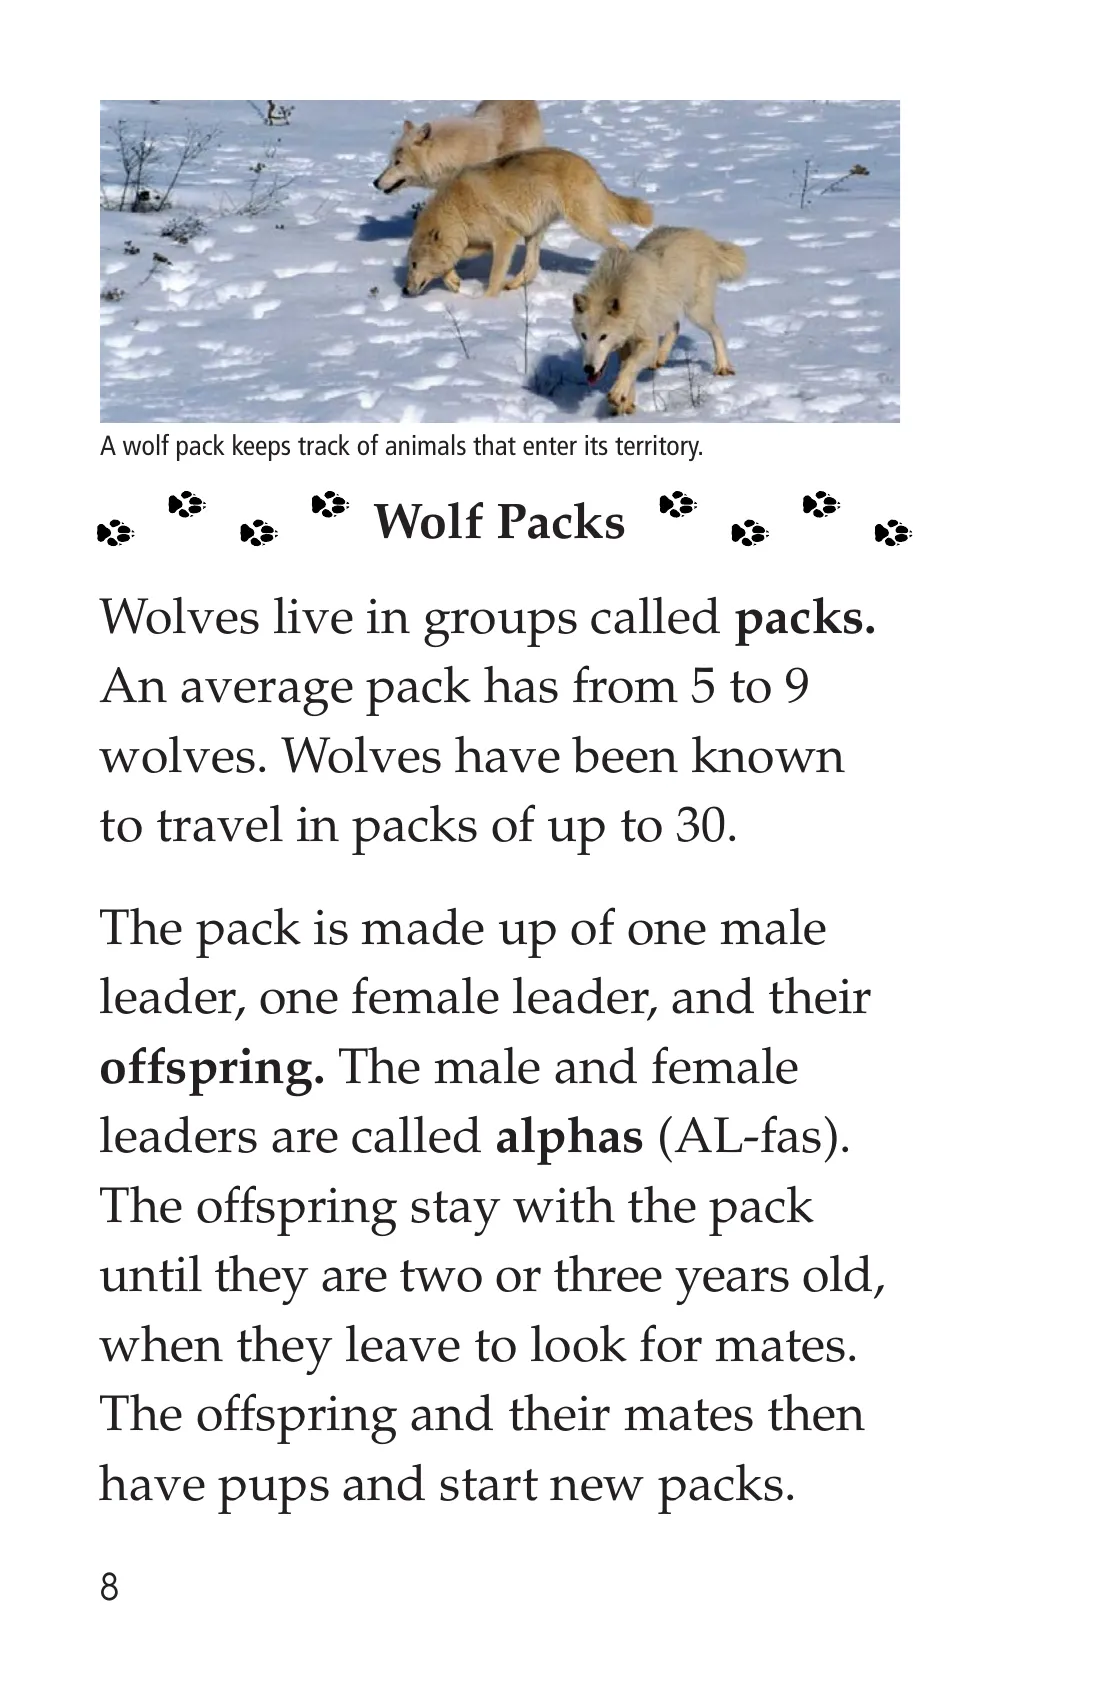 A wolf pack keeps track of animals that enter its territory.
Wolf Packs
Wolves live in groups called packs.
An average pack has from 5 to 9
wolves. Wolves have been known
to travel in packs of up to 30.
The pack is made up of one male
leader, one female leader, and their
offspring. The male and female
leaders are called alphas (AL-fas).
The offspring stay with the pack
until they are two or three years old,
when they leave to look for mates.
The offspring and their mates then
have pups and start new packs.
8